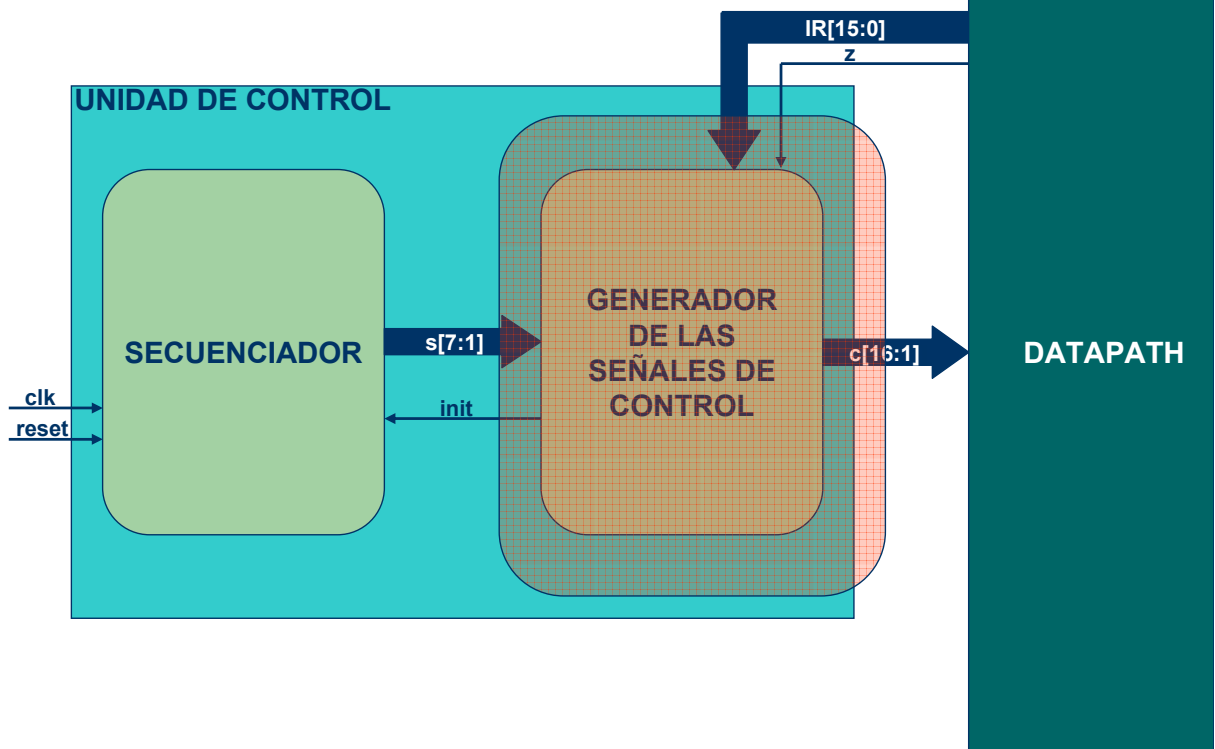 IR[15:0]
z
UNIDAD DE CONTROL
GENERADOR
DE LAS
SEÑALES DE
CONTROL
SECUENCIADOR
s[7:1]
c[16:1]
DATAPATH
clk
init
reset